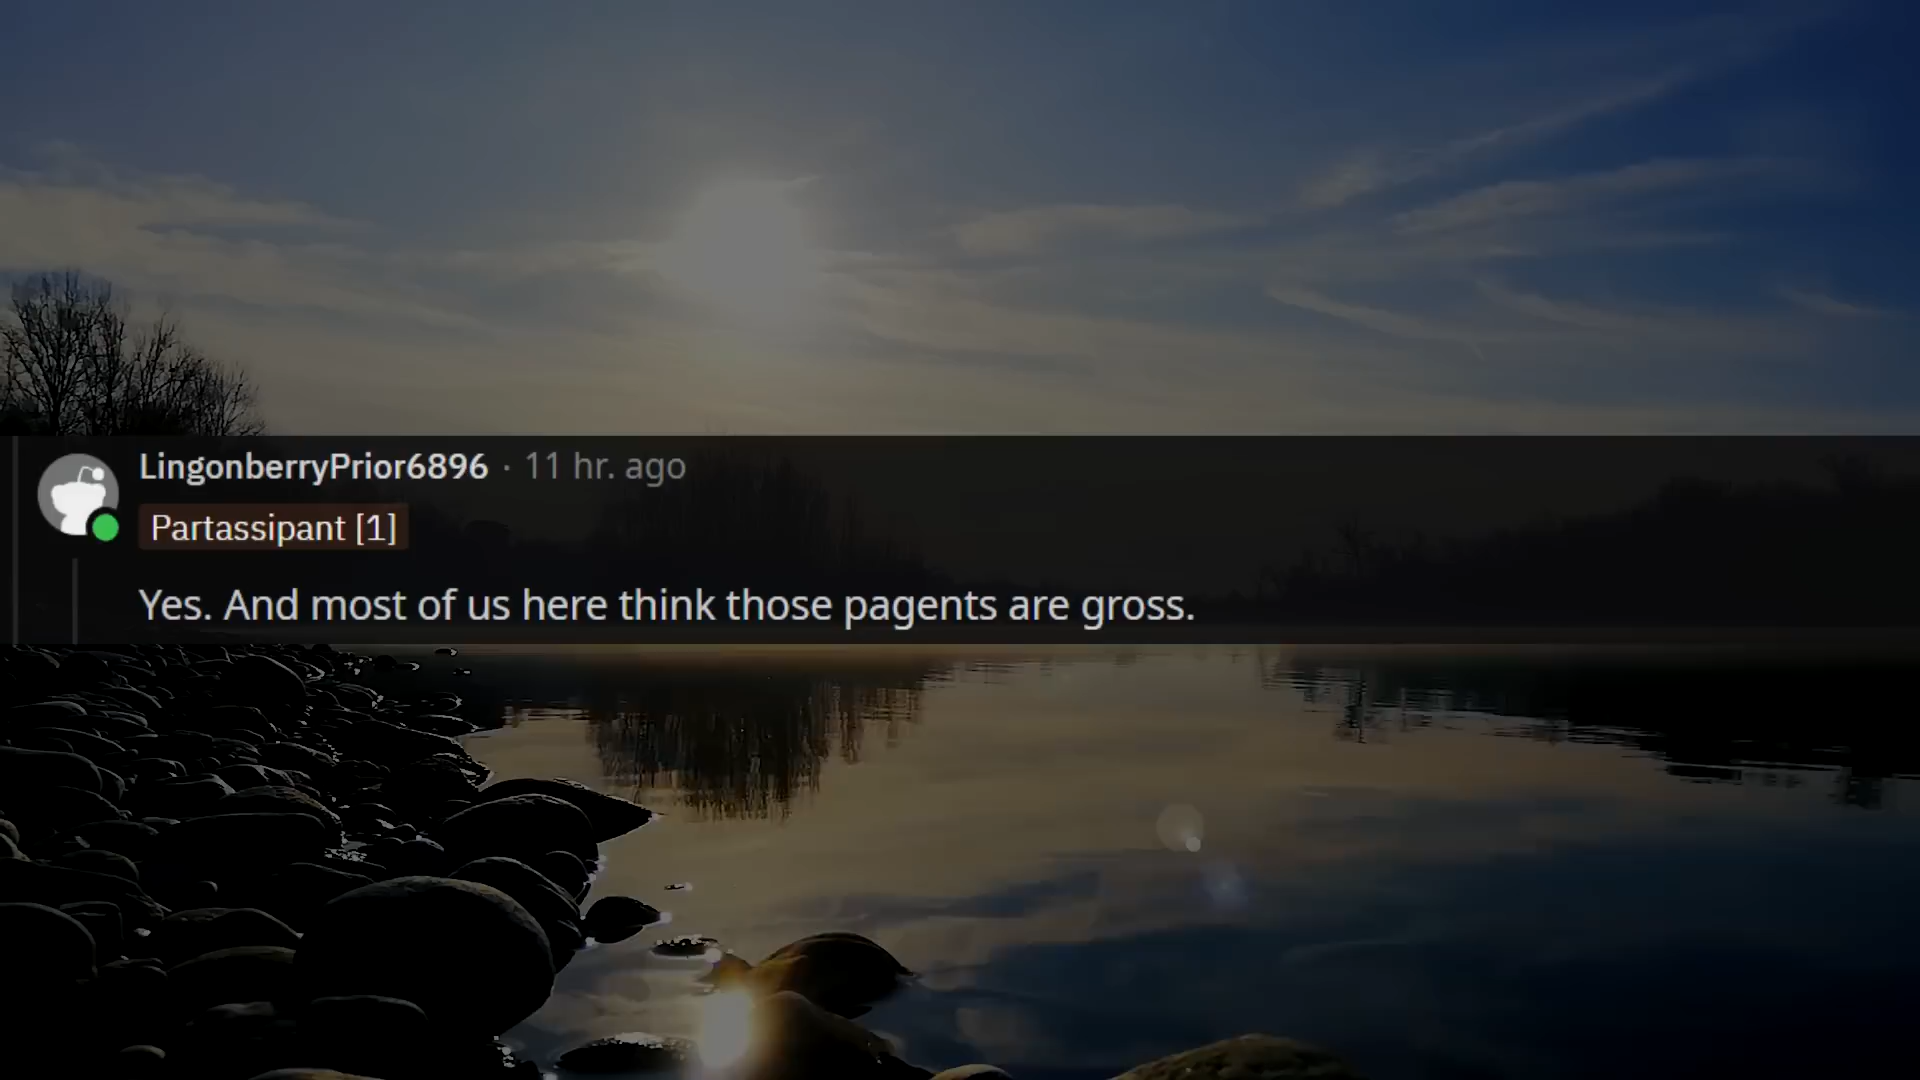 LingonberryPrior6896 · 11 hr. ago
Partassipant [1]
Yes. And most of us here think those pagents are gross.